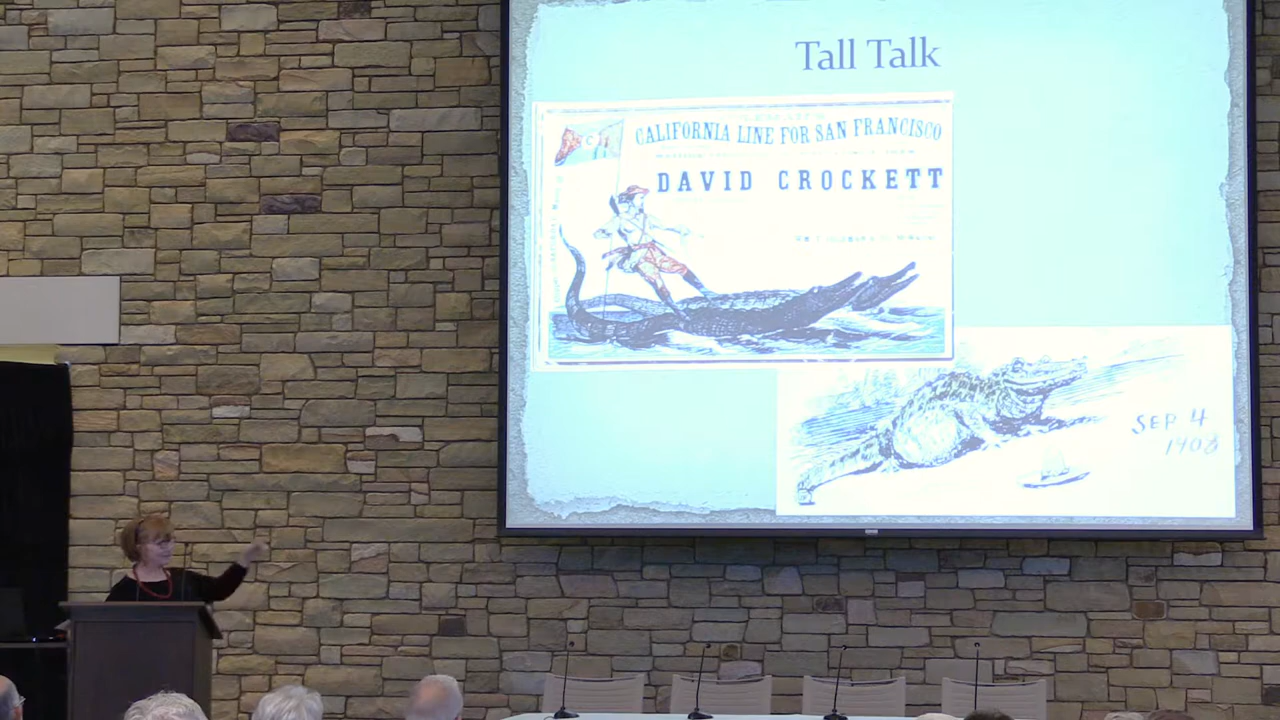 Tall Talk
CALIFORNIA LINE FOR SAN FRANCISCO
DAVID CROCKETT
SEP 4
1908